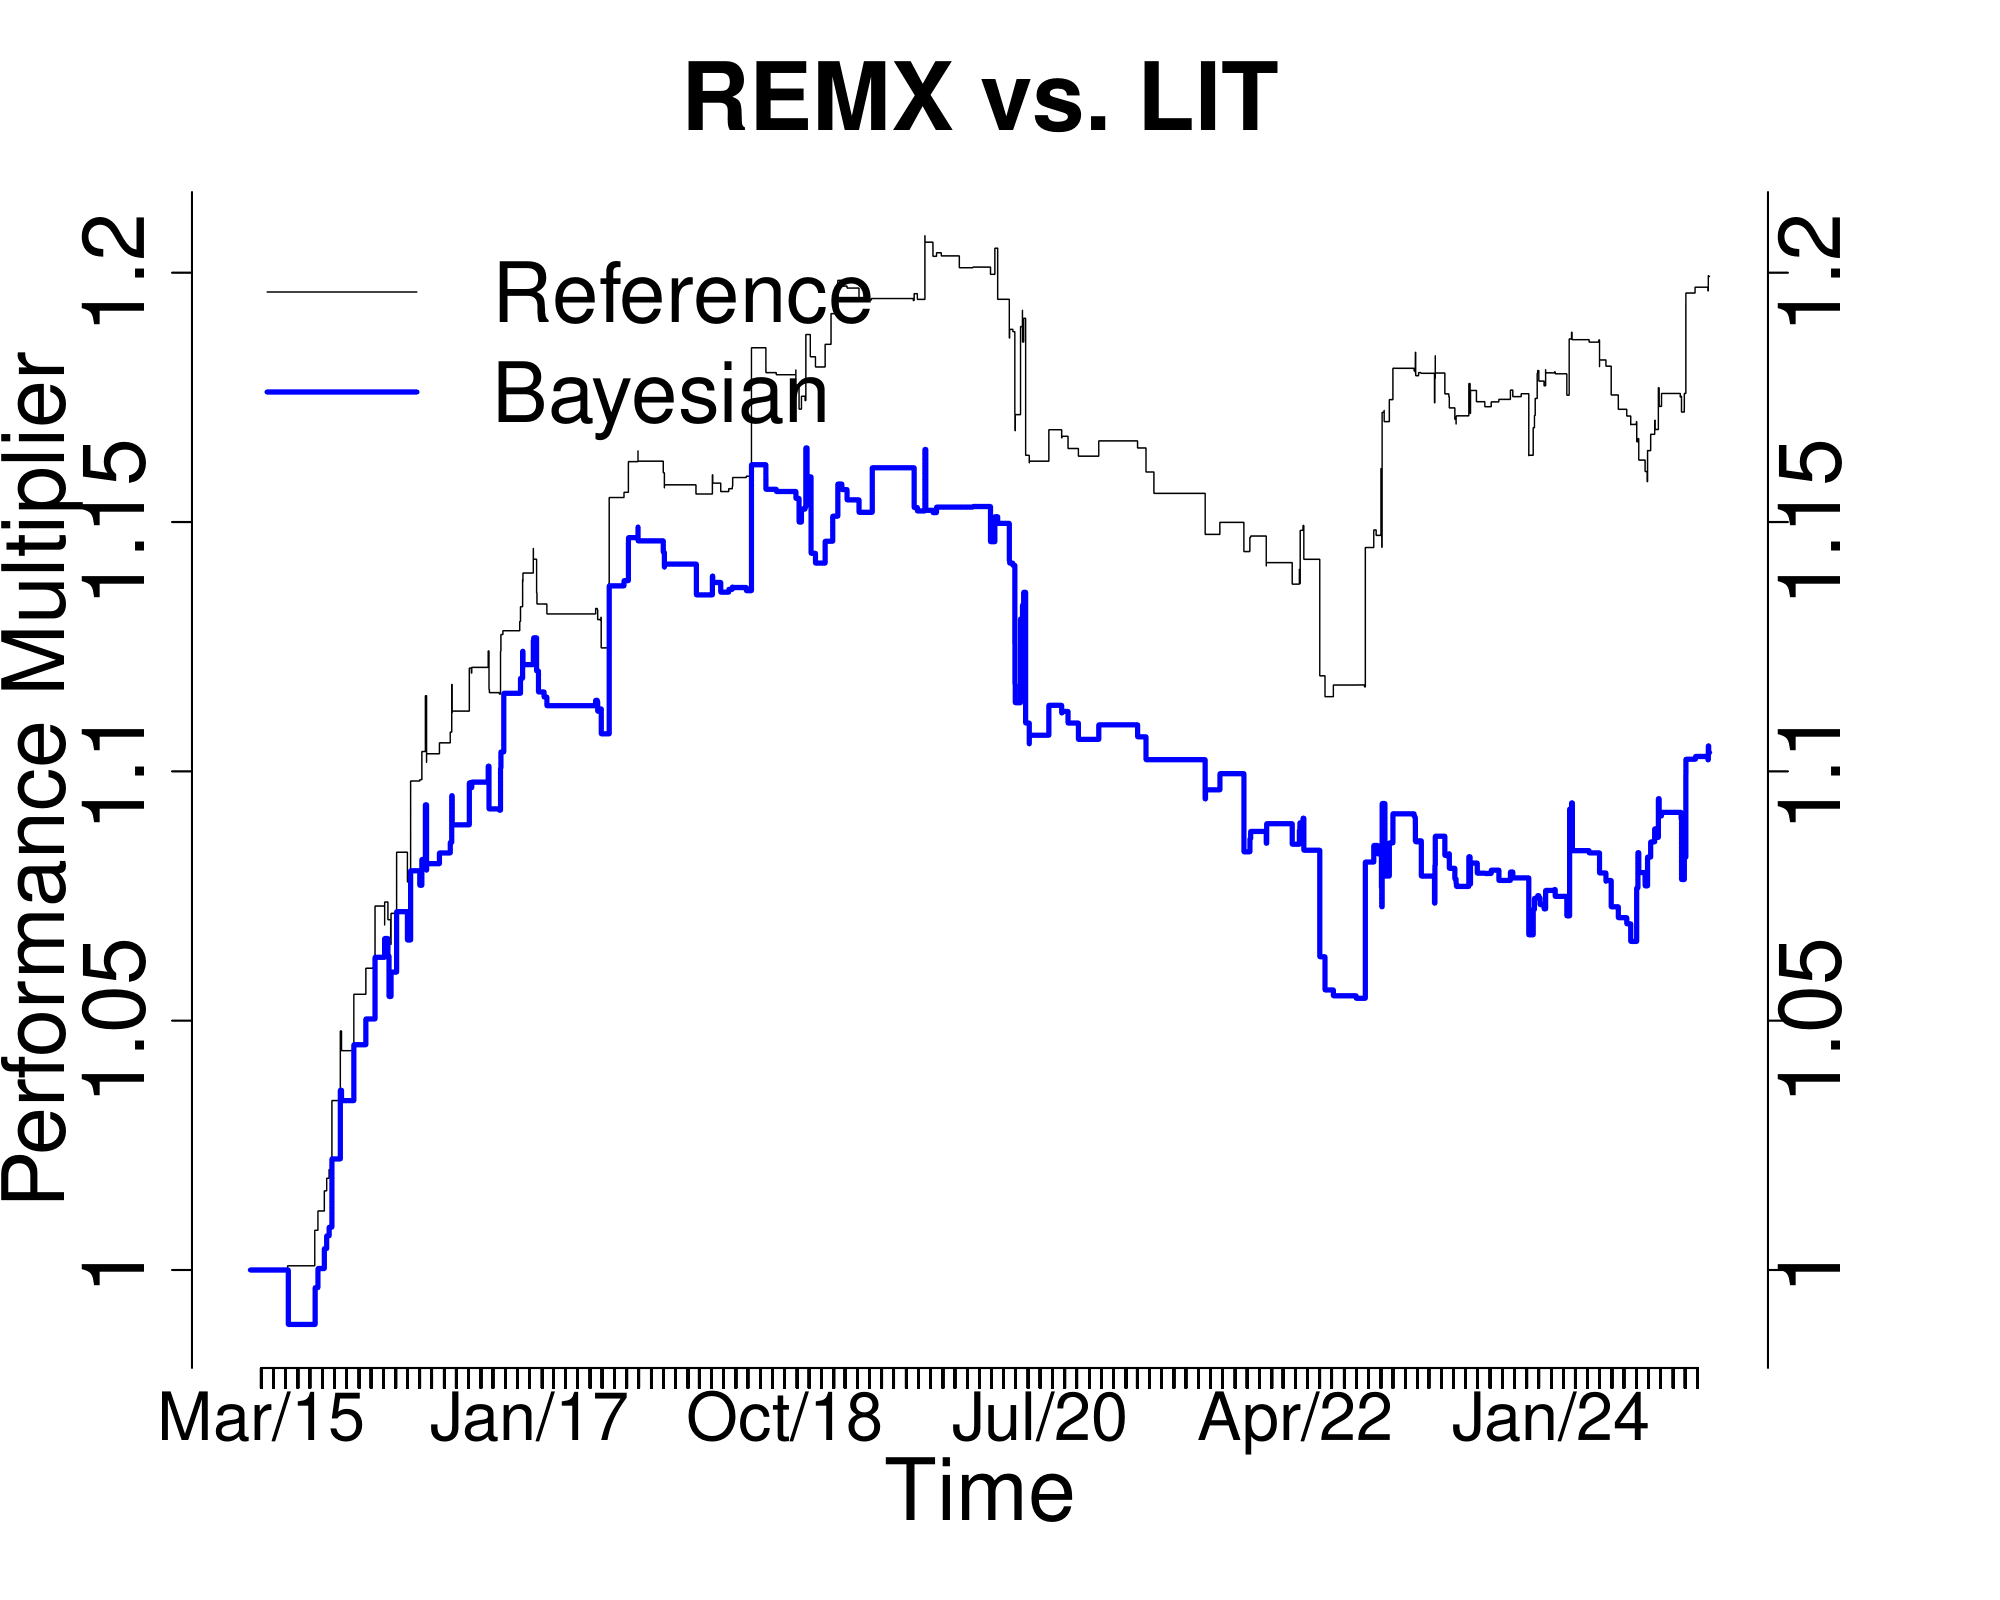 REMX vs. LIT
Reference
Bayesian
Performance Multiplier
1.2
1.15
1.1
1.05
1
1.2
1.15
1.1
1.05
1
Mar/15 Jan/17 Oct/18 Jul/20 Apr/22 Jan/24
Time